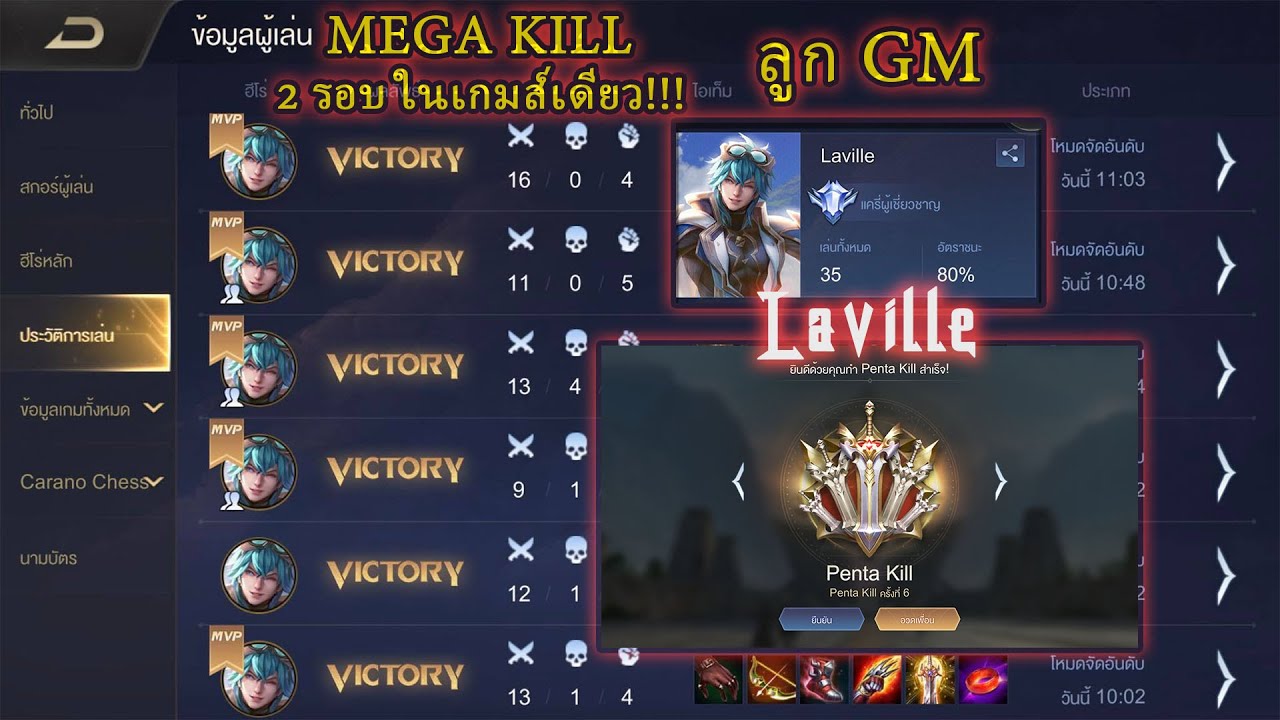 ข้อมูลผู้เล่น
MEGA KILL
2 รอบในเกมส์เดียว!!!
ลูก GM
ไอเท็ม
ประเภท
ทั่วไป
สกอร์ผู้เล่น
ฮีโร่หลัก
ประวัติการเล่น
ข้อมูลเกมทั้งหมด
Carano Chess
นามบัตร
MVP VICTORY 16 / 0 / 4
โหมดจัดอันดับ
วันนี้ 11:03
MVP VICTORY 11 / 0 / 5
โหมดจัดอันดับ
วันนี้ 10:48
MVP VICTORY 13 / 4
MVP VICTORY 9 / 1
VICTORY 12 / 1
MVP VICTORY 13 / 1 / 4
โหมดจัดอันดับ
วันนี้ 10:02
Laville
แครี่ผู้เชี่ยวชาญ
เล่นทั้งหมด อัตราชนะ
35 80%
Laville
ยินดีด้วยคุณทำ Penta Kill สำเร็จ!
Penta Kill
Penta Kill ครั้งที่ 6
ยืนยัน อวดเพื่อน